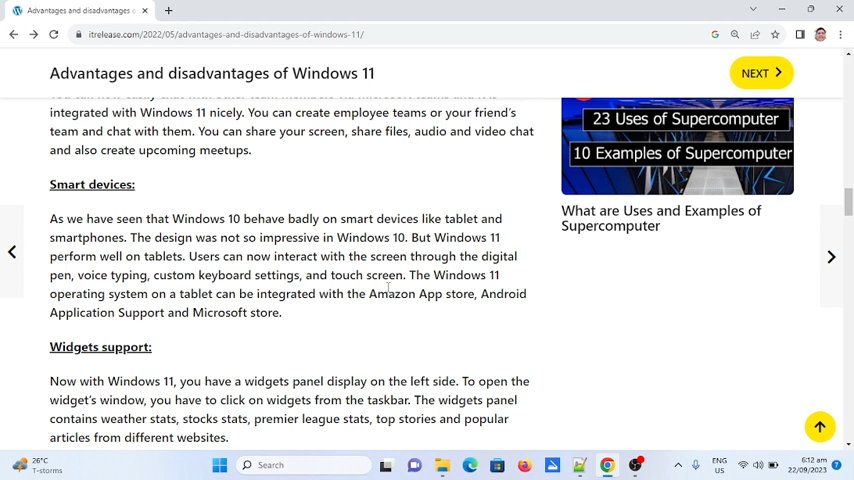 Advantages and disadvantages o
itrelease.com/2022/05/advantages-and-disadvantages-of-windows-11/
Advantages and disadvantages of Windows 11
NEXT
integrated with Windows 11 nicely. You can create employee teams or your friend's
team and chat with them. You can share your screen, share files, audio and video chat
and also create upcoming meetups.
Smart devices:
As we have seen that Windows 10 behave badly on smart devices like tablet and
smartphones. The design was not so impressive in Windows 10. But Windows 11
perform well on tablets. Users can now interact with the screen through the digital
pen, voice typing, custom keyboard settings, and touch screen. The Windows 11
operating system on a tablet can be integrated with the Amazon App store, Android
Application Support and Microsoft store.
Widgets support:
Now with Windows 11, you have a widgets panel display on the left side. To open the
widget's window, you have to click on widgets from the taskbar. The widgets panel
contains weather stats, stocks stats, premier league stats, top stories and popular
articles from different websites.
23 Uses of Supercomputer
10 Examples of Supercomputer
What are Uses and Examples of
Supercomputer
26°C
T-storms
Search
ENG
US
6:12 am
22/09/2023